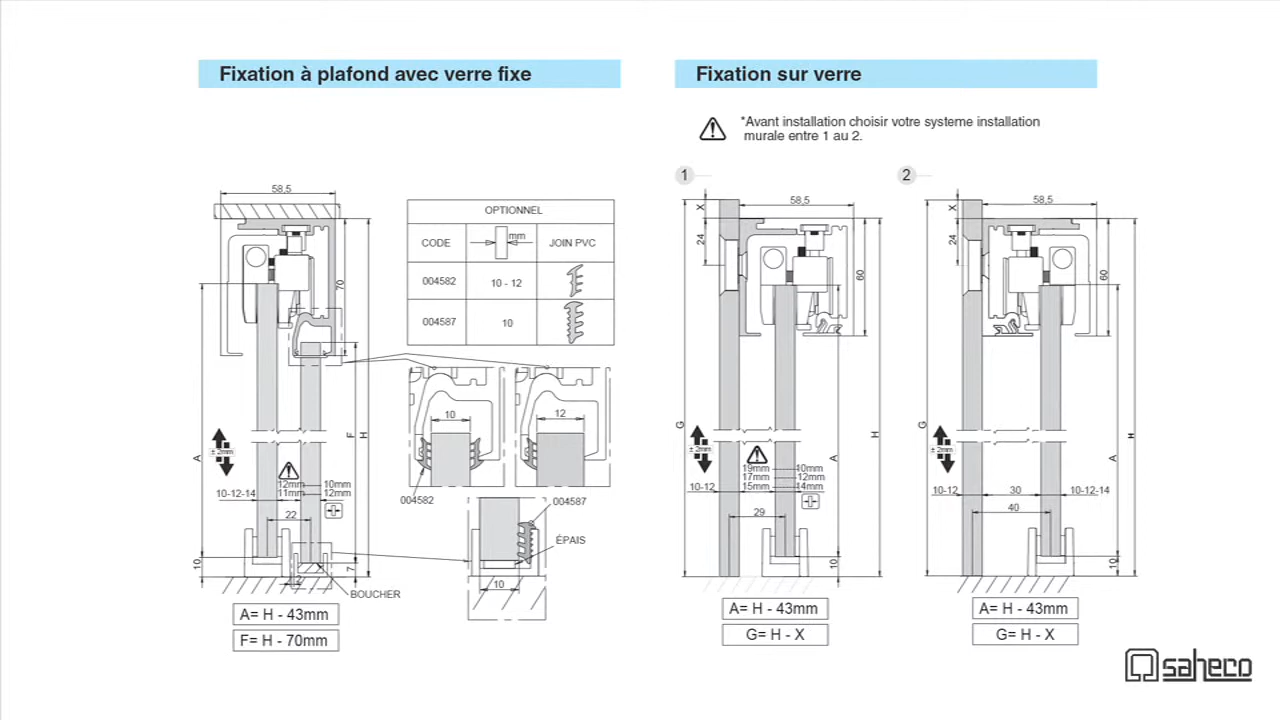 Fixation à plafond avec verre fixe
58,5
70
A
F
H
± 2mm
12mm
11mm
10mm
12mm
10-12-14
22
10
7
BOUCHER
A= H - 43mm
F= H - 70mm
OPTIONNEL
CODE
mm
JOIN PVC
004582
10 - 12
004587
10
10
12
004582
004587
ÉPAIS
10
Fixation sur verre
*Avant installation choisir votre systeme installation
murale entre 1 au 2.
1
X
58,5
24
60
G
± 2mm
A
H
19mm
17mm
15mm
10mm
12mm
14mm
10-12
29
10
A= H - 43mm
G= H - X
2
X
58,5
24
60
G
± 2mm
A
H
10-12
30
10-12-14
40
10
A= H - 43mm
G= H - X
saheco